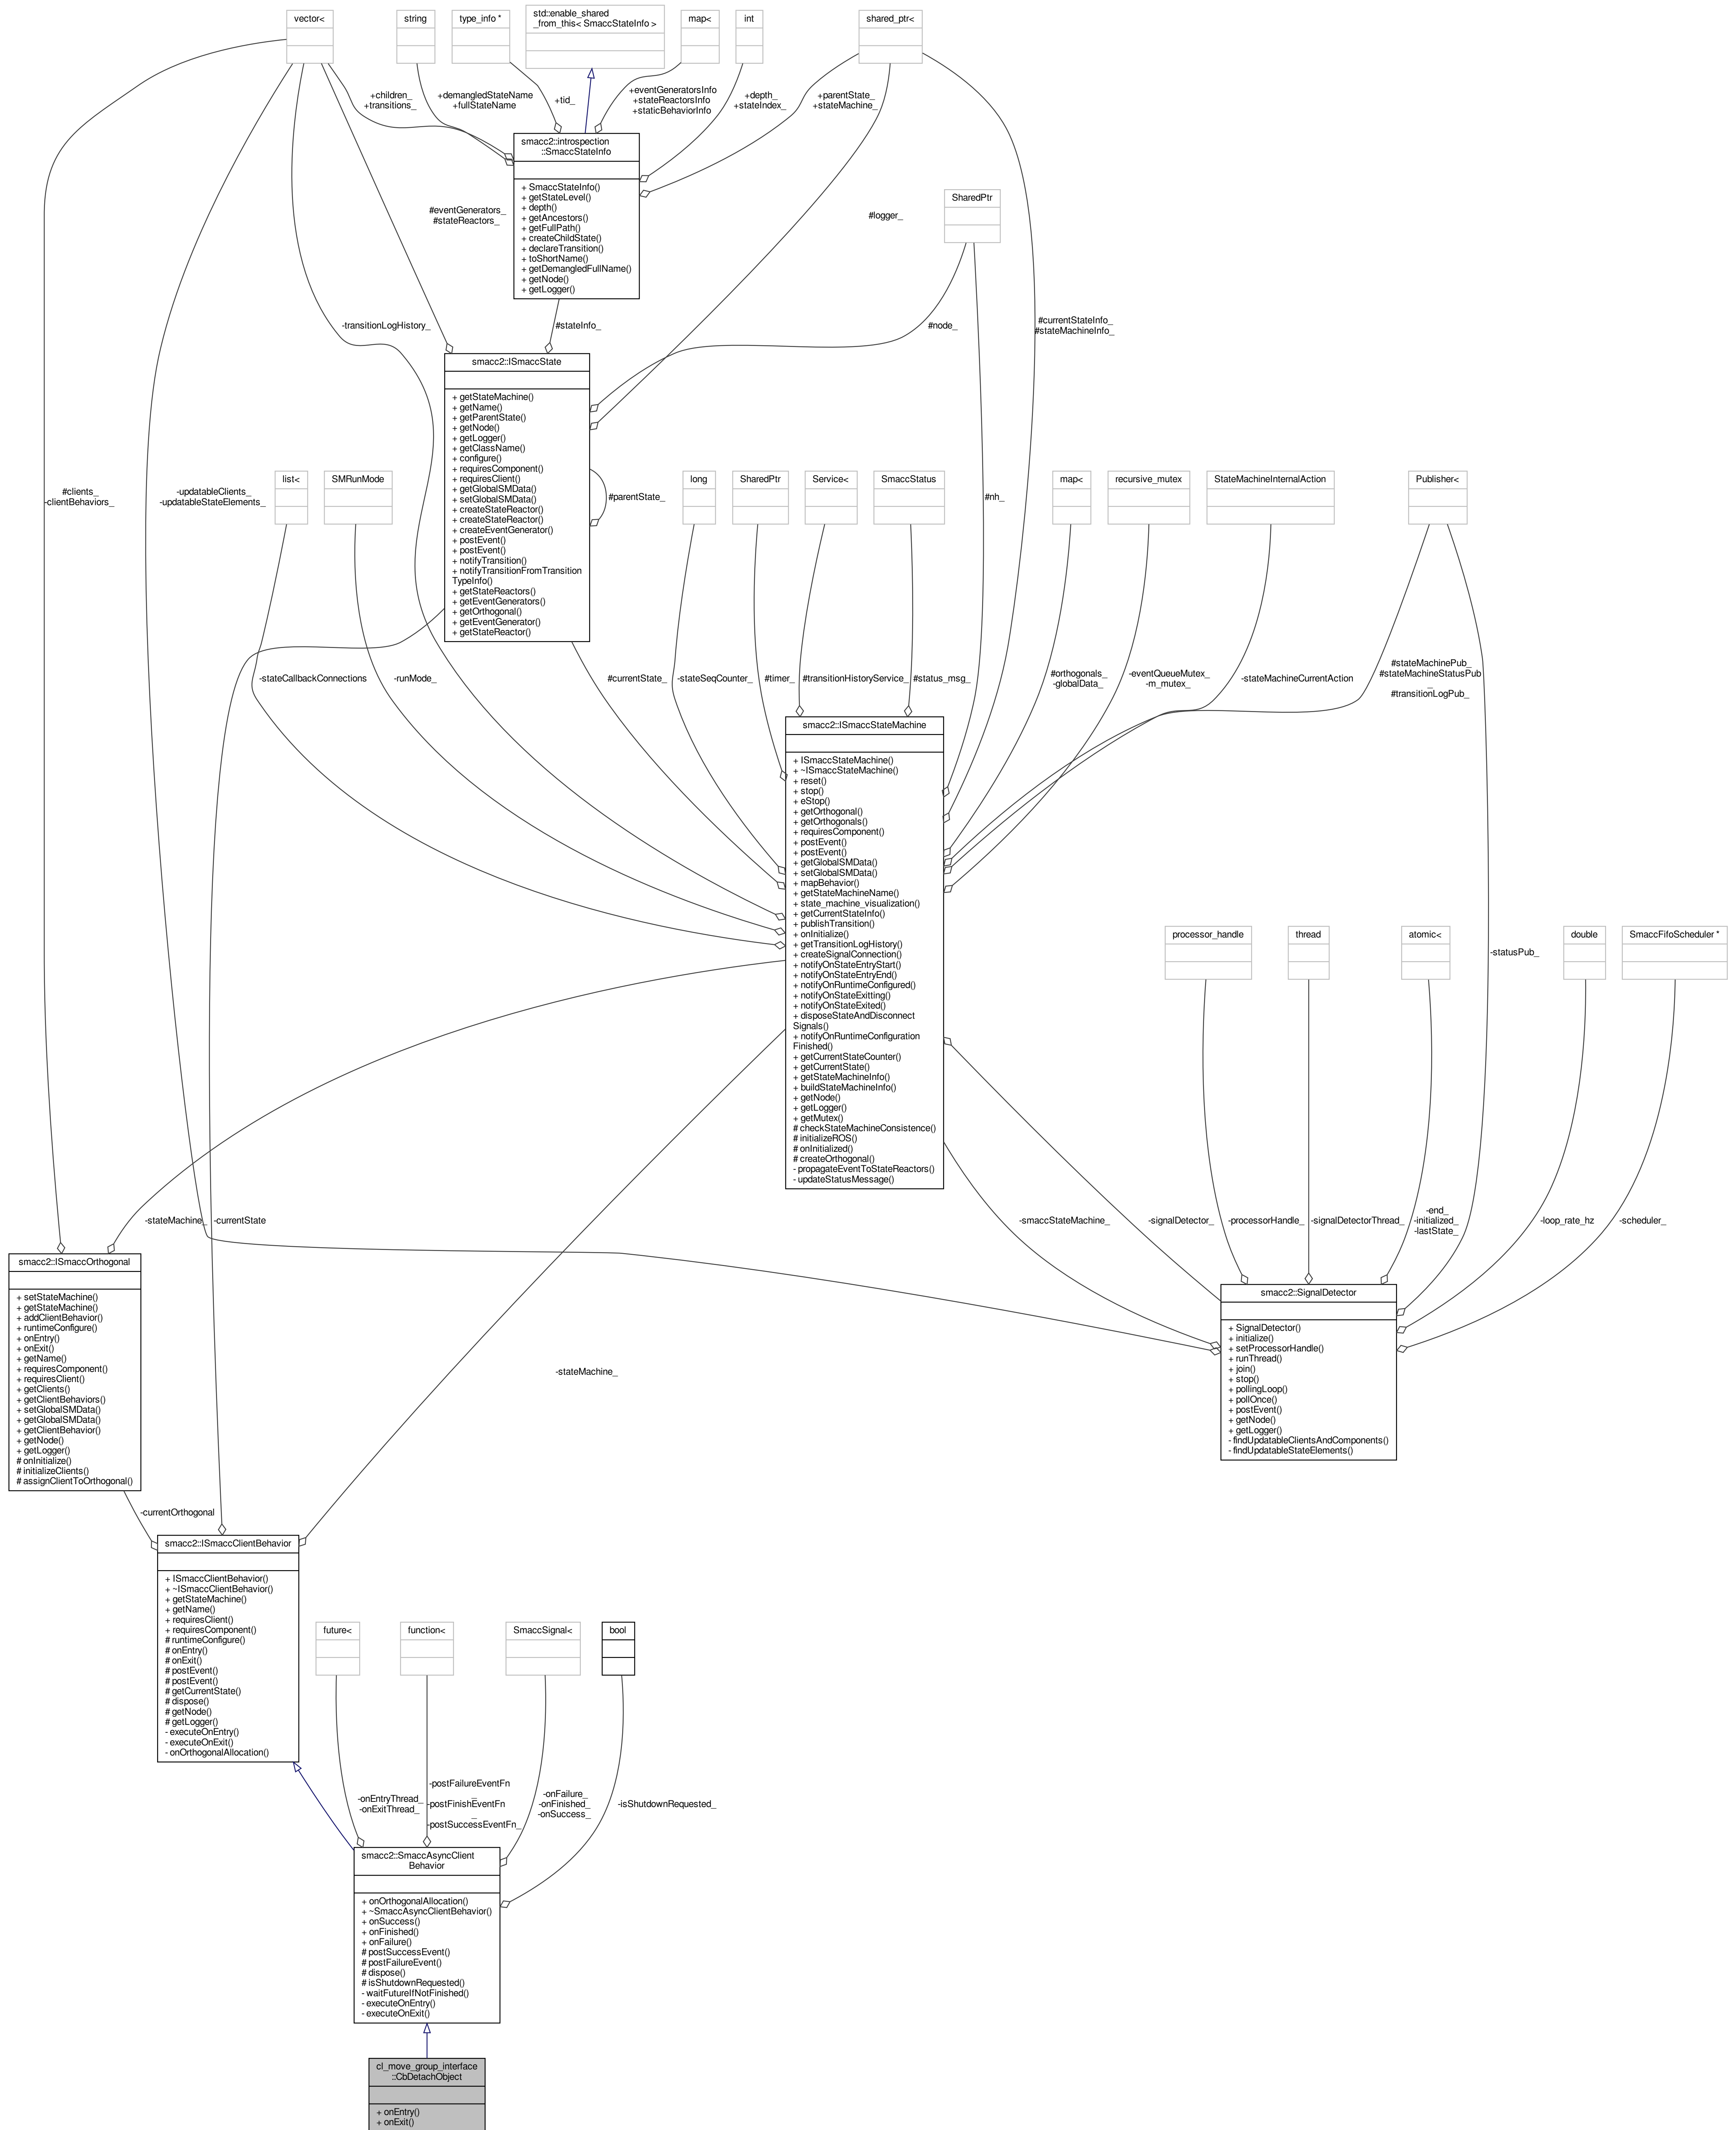 vector<
string
type_info *
std::enable_shared
_from_this< SmaccStateInfo >
map<
int
shared_ptr<
+children_
+transitions_
+demangledStateName
+fullStateName
+tid_
+eventGeneratorsInfo
+stateReactorsInfo
+staticBehaviorInfo
+depth_
+stateIndex_
+parentState_
+stateMachine_
smacc2::introspection
::SmaccStateInfo
+ SmaccStateInfo()
+ getStateLevel()
+ depth()
+ getAncestors()
+ getFullPath()
+ createChildState()
+ declareTransition()
+ toShortName()
+ getDemangledFullName()
+ getNode()
+ getLogger()
#eventGenerators_
#stateReactors_
#logger_
SharedPtr
-transitionLogHistory_
#stateInfo_
#node_
#currentStateInfo_
#stateMachineInfo_
smacc2::ISmaccState
+ getStateMachine()
+ getName()
+ getParentState()
+ getNode()
+ getLogger()
+ getClassName()
+ configure()
+ requiresComponent()
+ requiresClient()
+ getGlobalSMData()
+ setGlobalSMData()
+ createStateReactor()
+ createStateReactor()
+ createEventGenerator()
+ postEvent()
+ postEvent()
+ notifyTransition()
+ notifyTransitionFromTransition
TypeInfo()
+ getStateReactors()
+ getEventGenerators()
+ getOrthogonal()
+ getEventGenerator()
+ getStateReactor()
#clients_
-clientBehaviors_
-updatableClients_
-updatableStateElements_
list<
SMRunMode
#parentState_
long
SharedPtr
Service<
SmaccStatus
#nh_
map<
recursive_mutex
StateMachineInternalAction
Publisher<
-stateCallbackConnections
-runMode_
#currentState_
-stateSeqCounter_
#timer_
#transitionHistoryService_
#status_msg_
#orthogonals_
-globalData_
-eventQueueMutex_
-m_mutex_
-stateMachineCurrentAction
#stateMachinePub_
#stateMachineStatusPub
_
#transitionLogPub_
smacc2::ISmaccStateMachine
+ ISmaccStateMachine()
+ ~ISmaccStateMachine()
+ reset()
+ stop()
+ eStop()
+ getOrthogonal()
+ getOrthogonals()
+ requiresComponent()
+ postEvent()
+ postEvent()
+ getGlobalSMData()
+ setGlobalSMData()
+ mapBehavior()
+ getStateMachineName()
+ state_machine_visualization()
+ getCurrentStateInfo()
+ publishTransition()
+ onInitialize()
+ getTransitionLogHistory()
+ createSignalConnection()
+ notifyOnStateEntryStart()
+ notifyOnStateEntryEnd()
+ notifyOnRuntimeConfigured()
+ notifyOnStateExitting()
+ notifyOnStateExited()
+ disposeStateAndDisconnect
Signals()
+ notifyOnRuntimeConfiguration
Finished()
+ getCurrentStateCounter()
+ getCurrentState()
+ getStateMachineInfo()
+ buildStateMachineInfo()
+ getNode()
+ getLogger()
+ getMutex()
# checkStateMachineConsistence()
# initializeROS()
# onInitialized()
# createOrthogonal()
- propagateEventToStateReactors()
- updateStatusMessage()
processor_handle
thread
atomic<
-statusPub_
double
SmaccFifoScheduler *
-stateMachine_
-currentState
-smaccStateMachine_
-signalDetector_
-processorHandle_
-signalDetectorThread_
-end_
-initialized_
-lastState_
-loop_rate_hz
-scheduler_
smacc2::ISmaccOrthogonal
+ setStateMachine()
+ getStateMachine()
+ addClientBehavior()
+ runtimeConfigure()
+ onEntry()
+ onExit()
+ getName()
+ requiresComponent()
+ requiresClient()
+ getClients()
+ getClientBehaviors()
+ setGlobalSMData()
+ getGlobalSMData()
+ getClientBehavior()
+ getNode()
+ getLogger()
# onInitialize()
# initializeClients()
# assignClientToOrthogonal()
smacc2::SignalDetector
+ SignalDetector()
+ initialize()
+ setProcessorHandle()
+ runThread()
+ join()
+ stop()
+ pollingLoop()
+ pollOnce()
+ postEvent()
+ getNode()
+ getLogger()
- findUpdatableClientsAndComponents()
- findUpdatableStateElements()
-stateMachine_
-currentOrthogonal
smacc2::ISmaccClientBehavior
+ ISmaccClientBehavior()
+ ~ISmaccClientBehavior()
+ getStateMachine()
+ getName()
+ requiresClient()
+ requiresComponent()
# runtimeConfigure()
# onEntry()
# onExit()
# postEvent()
# postEvent()
# getCurrentState()
# dispose()
# getNode()
# getLogger()
- executeOnEntry()
- executeOnExit()
- onOrthogonalAllocation()
future<
function<
SmaccSignal<
bool
-onEntryThread_
-onExitThread_
-postFailureEventFn
_
-postFinishEventFn
_
-postSuccessEventFn_
-onFailure_
-onFinished_
-onSuccess_
-isShutdownRequested_
smacc2::SmaccAsyncClient
Behavior
+ onOrthogonalAllocation()
+ ~SmaccAsyncClientBehavior()
+ onSuccess()
+ onFinished()
+ onFailure()
# postSuccessEvent()
# postFailureEvent()
# dispose()
# isShutdownRequested()
- waitFutureIfNotFinished()
- executeOnEntry()
- executeOnExit()
cl_move_group_interface
::CbDetachObject
+ onEntry()
+ onExit()